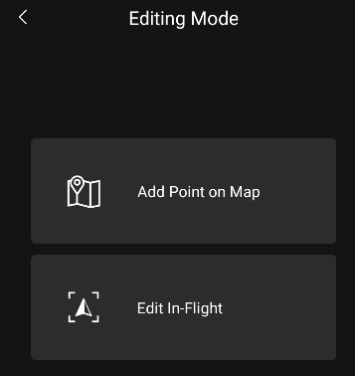 Editing Mode
Add Point on Map
Edit In-Flight